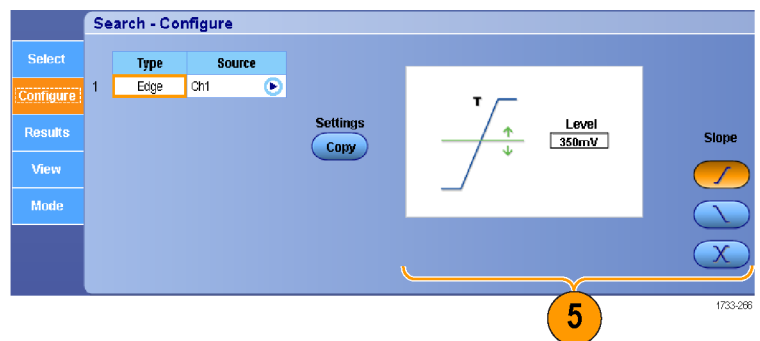 Search - Configure
Select
Configure
Results
View
Mode
Type Source
1 Edge Ch1
Settings
Copy
T
Level
350mV
Slope
5
1733-266